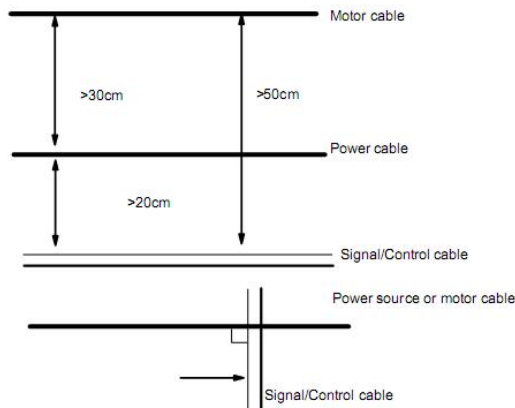 Motor cable
>30cm
>50cm
Power cable
>20cm
Signal/Control cable
Power source or motor cable
Signal/Control cable